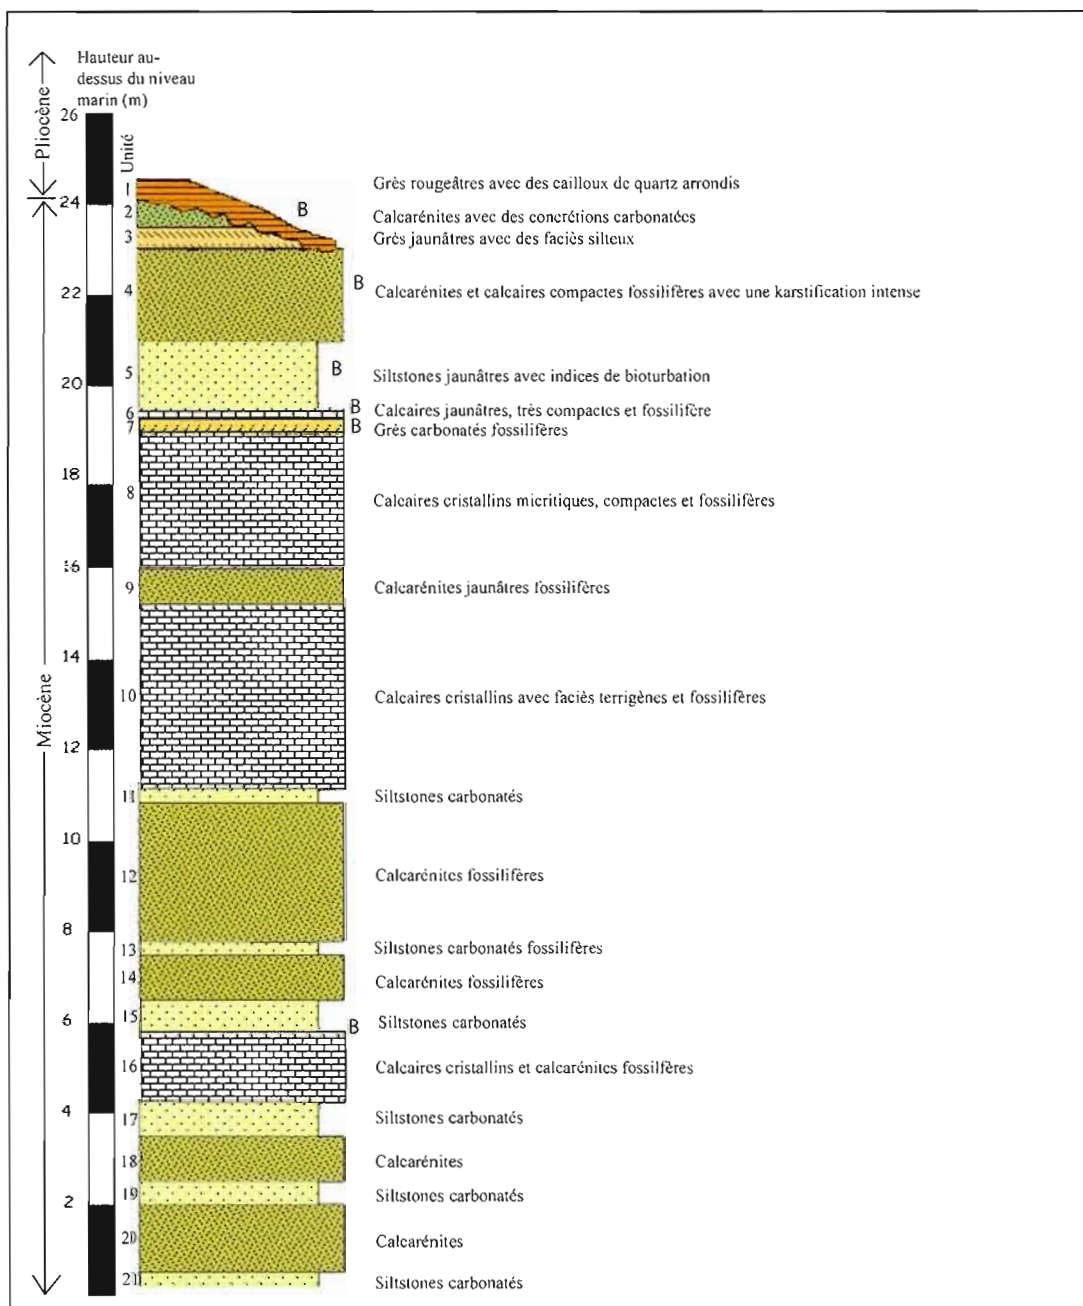 Hauteur au-
dessus du niveau
marin (m)
Pliocène
Miocène
Unité
26
24
22
20
18
16
14
12
10
8
6
4
2
1
B
Grès rougeâtres avec des cailloux de quartz arrondis
2
Calcarénites avec des concrétions carbonatées
3
Grès jaunâtres avec des faciès silteux
4
B
Calcarénites et calcaires compactes fossilifères avec une karstification intense
5
B
Siltstones jaunâtres avec indices de bioturbation
6
B
Calcaires jaunâtres, très compactes et fossilifère
7
B
Grès carbonatés fossilifères
8
Calcaires cristallins micritiques, compactes et fossilifères
9
Calcarénites jaunâtres fossilifères
10
Calcaires cristallins avec faciès terrigènes et fossilifères
11
Siltstones carbonatés
12
Calcarénites fossilifères
13
Siltstones carbonatés fossilifères
14
Calcarénites fossilifères
15
B
Siltstones carbonatés
16
Calcaires cristallins et calcarénites fossilfères
17
Siltstones carbonatés
18
Calcarénites
19
Siltstones carbonatés
20
Calcarénites
21
Siltstones carbonatés